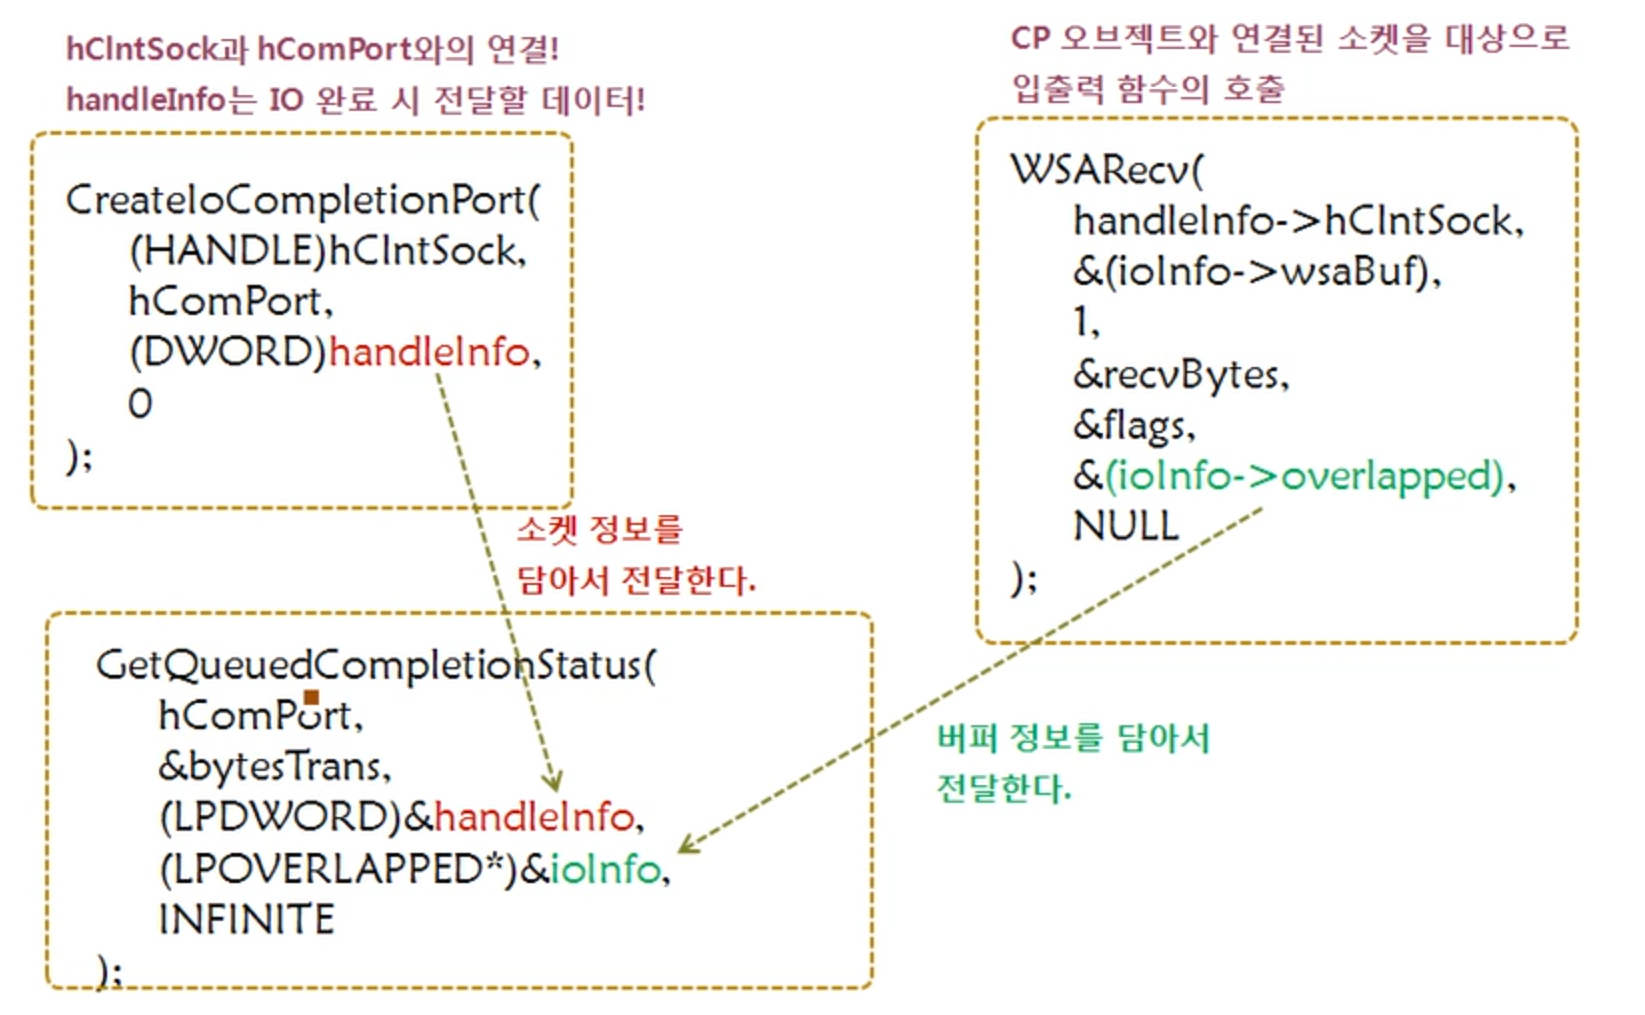 hClntSock과 hComPort와의 연결!
handleInfo는 IO 완료 시 전달할 데이터!
CreateIoCompletionPort(
(HANDLE)hClntSock,
hComPort,
(DWORD)handleInfo,
0
);
소켓 정보를
담아서 전달한다.
GetQueuedCompletionStatus(
hComPort,
&bytesTrans,
(LPDWORD)&handleInfo,
(LPOVERLAPPED*)&ioInfo,
INFINITE
);
CP 오브젝트와 연결된 소켓을 대상으로
입출력 함수의 호출
WSARecv(
handleInfo->hClntSock,
&(ioInfo->wsaBuf),
1,
&recvBytes,
&flags,
&(ioInfo->overlapped),
NULL
);
버퍼 정보를 담아서
전달한다.